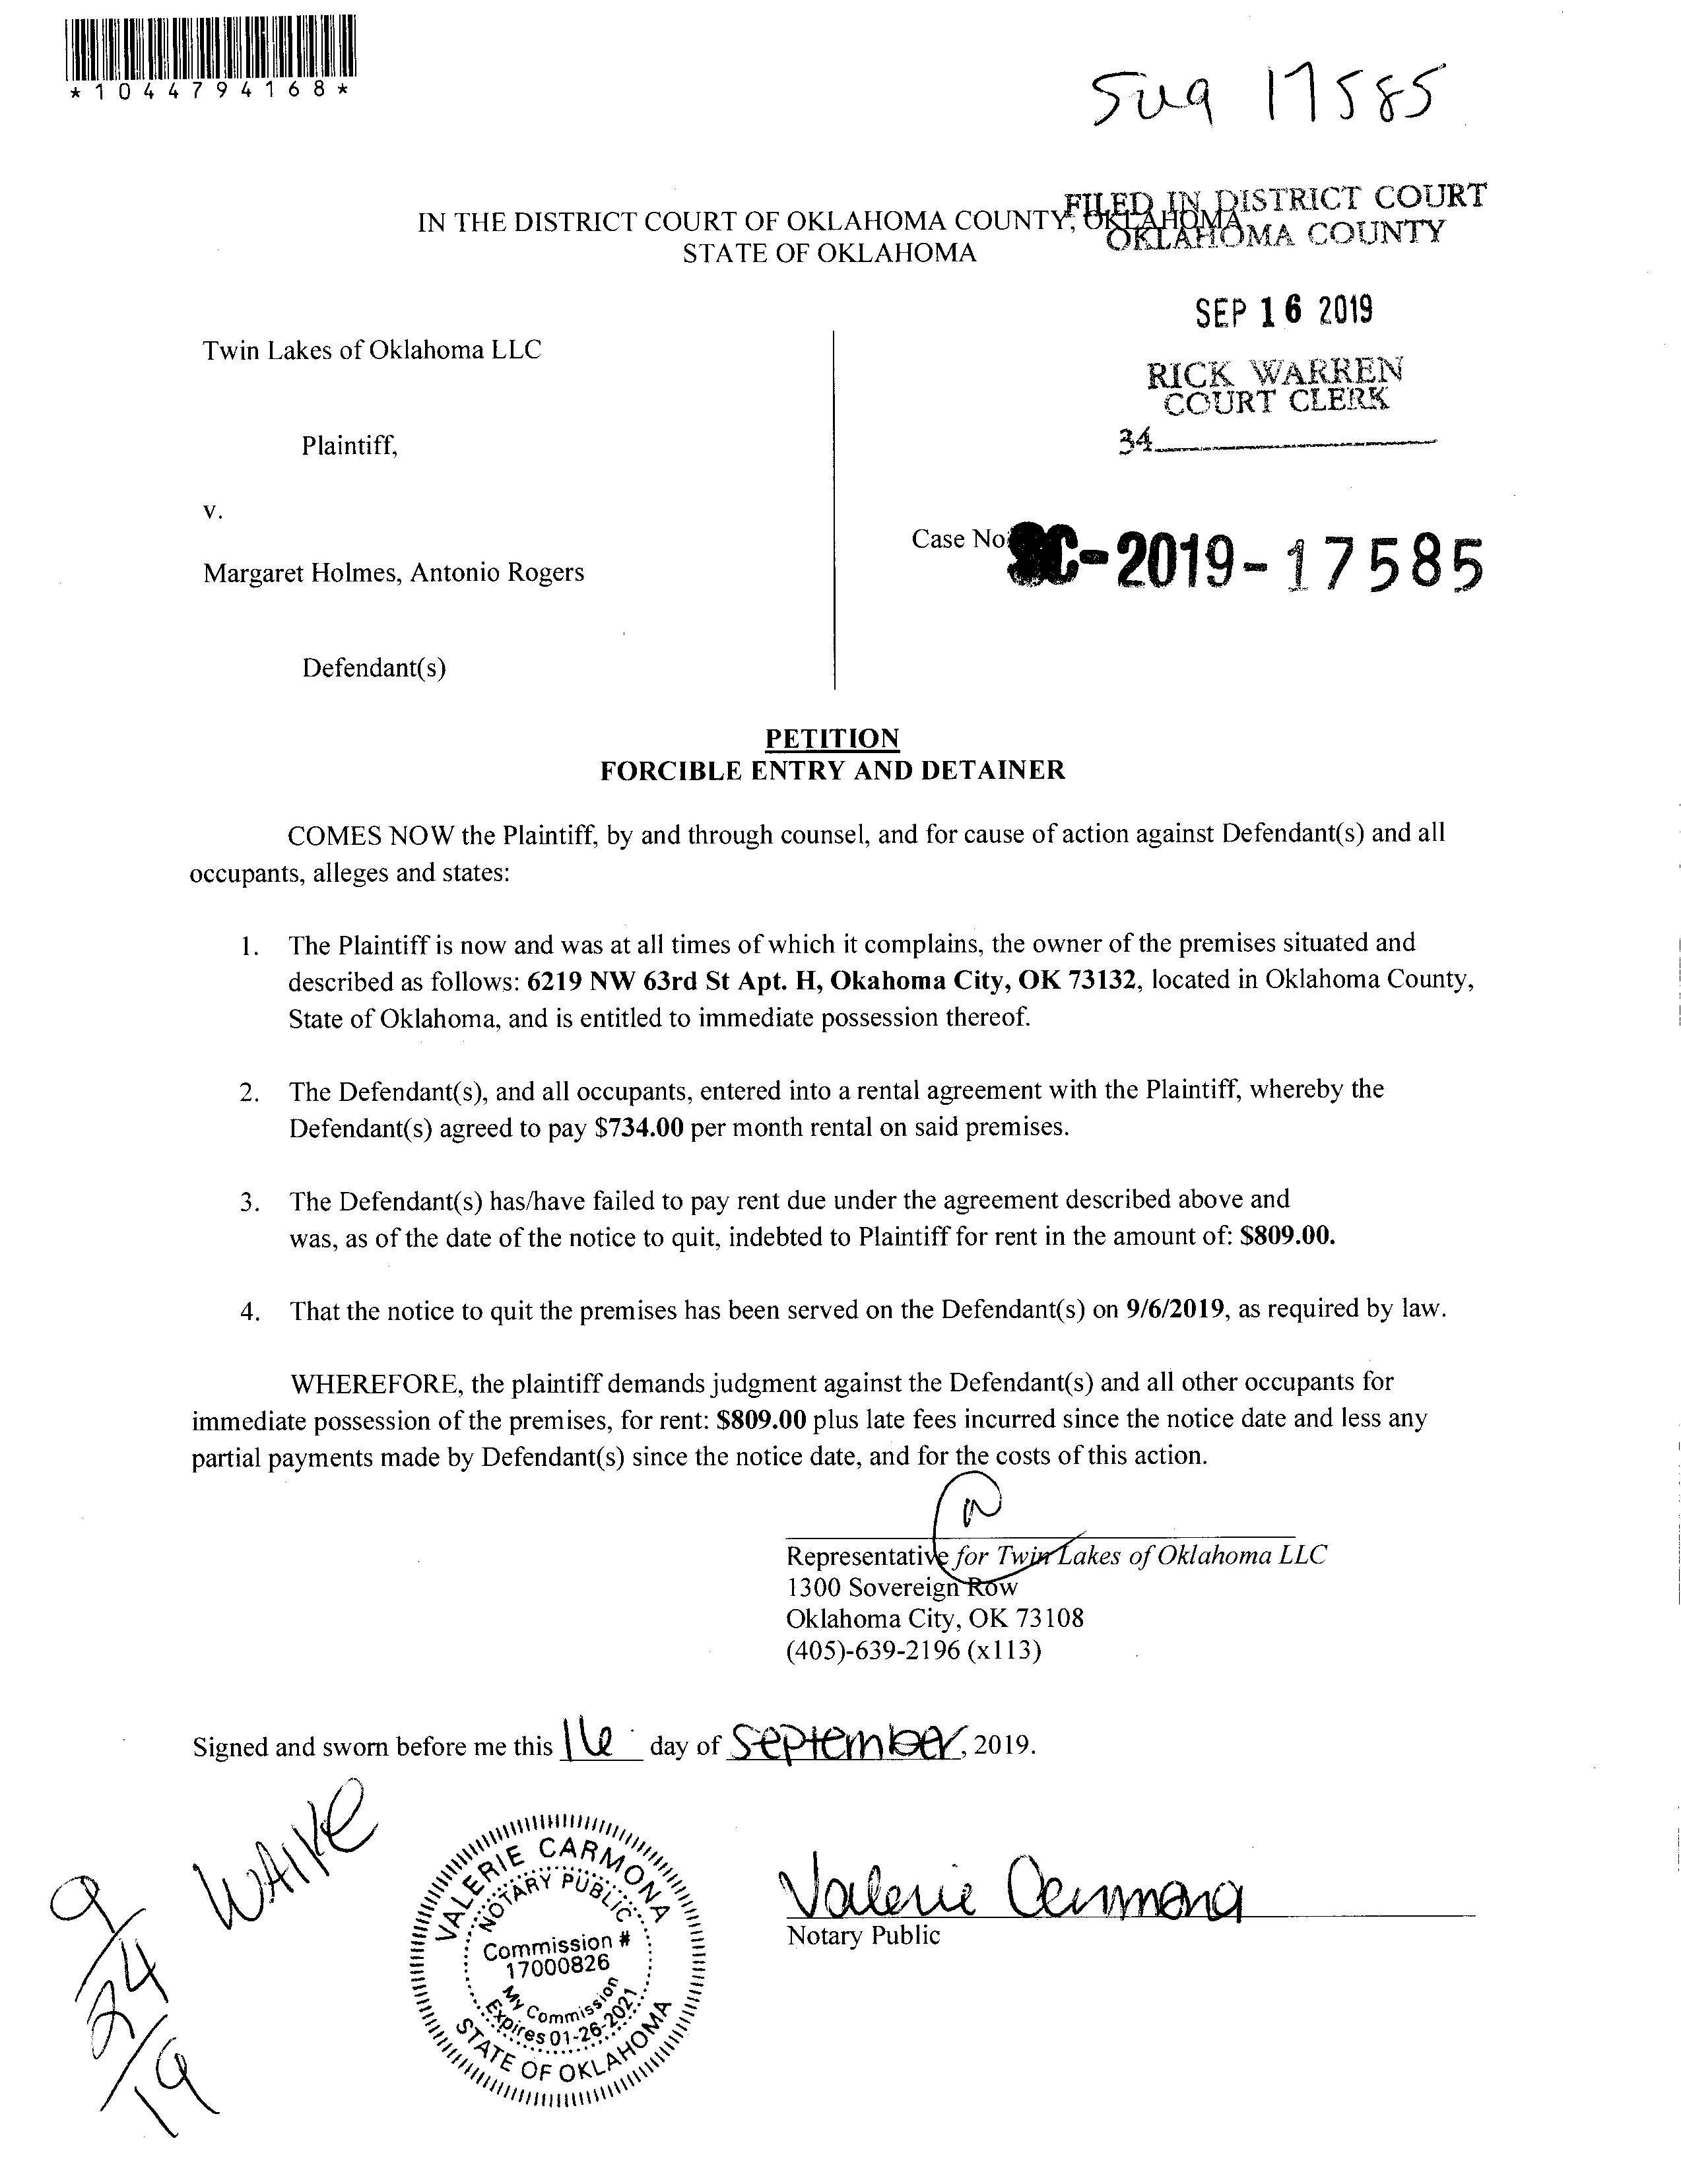 *1044794168*
17585
IN THE DISTRICT COURT OF OKLAHOMA COUNTY, OKLAHOMA
STATE OF OKLAHOMA
FILED IN DISTRICT COURT
OKLAHOMA COUNTY
SEP 16 2019
RICK WARREN
COURT CLERK
34
Twin Lakes of Oklahoma LLC
Plaintiff,
v.
Case No SC-2019-17585
Margaret Holmes, Antonio Rogers
Defendant(s)
PETITION
FORCIBLE ENTRY AND DETAINER
COMES NOW the Plaintiff, by and through counsel, and for cause of action against Defendant(s) and all
occupants, alleges and states:
1. The Plaintiff is now and was at all times of which it complains, the owner of the premises situated and
described as follows: 6219 NW 63rd St Apt. H, Okahoma City, OK 73132, located in Oklahoma County,
State of Oklahoma, and is entitled to immediate possession thereof.
2. The Defendant(s), and all occupants, entered into a rental agreement with the Plaintiff, whereby the
Defendant(s) agreed to pay $734.00 per month rental on said premises.
3. The Defendant(s) has/have failed to pay rent due under the agreement described above and
was, as of the date of the notice to quit, indebted to Plaintiff for rent in the amount of: $809.00.
4. That the notice to quit the premises has been served on the Defendant(s) on 9/6/2019, as required by law.
WHEREFORE, the plaintiff demands judgment against the Defendant(s) and all other occupants for
immediate possession of the premises, for rent: $809.00 plus late fees incurred since the notice date and less any
partial payments made by Defendant(s) since the notice date, and for the costs of this action.
Representative for Twin Lakes of Oklahoma LLC
1300 Sovereign Row
Oklahoma City, OK 73108
(405)-639-2196 (x113)
Signed and sworn before me this 16 day of September, 2019.
WAIVE
9/24/19
VALERIE CARMONA
NOTARY PUBLIC
Commission #
17000826
My Commission
Expires 01-26-2021
STATE OF OKLAHOMA
Valerie Carmona
Notary Public